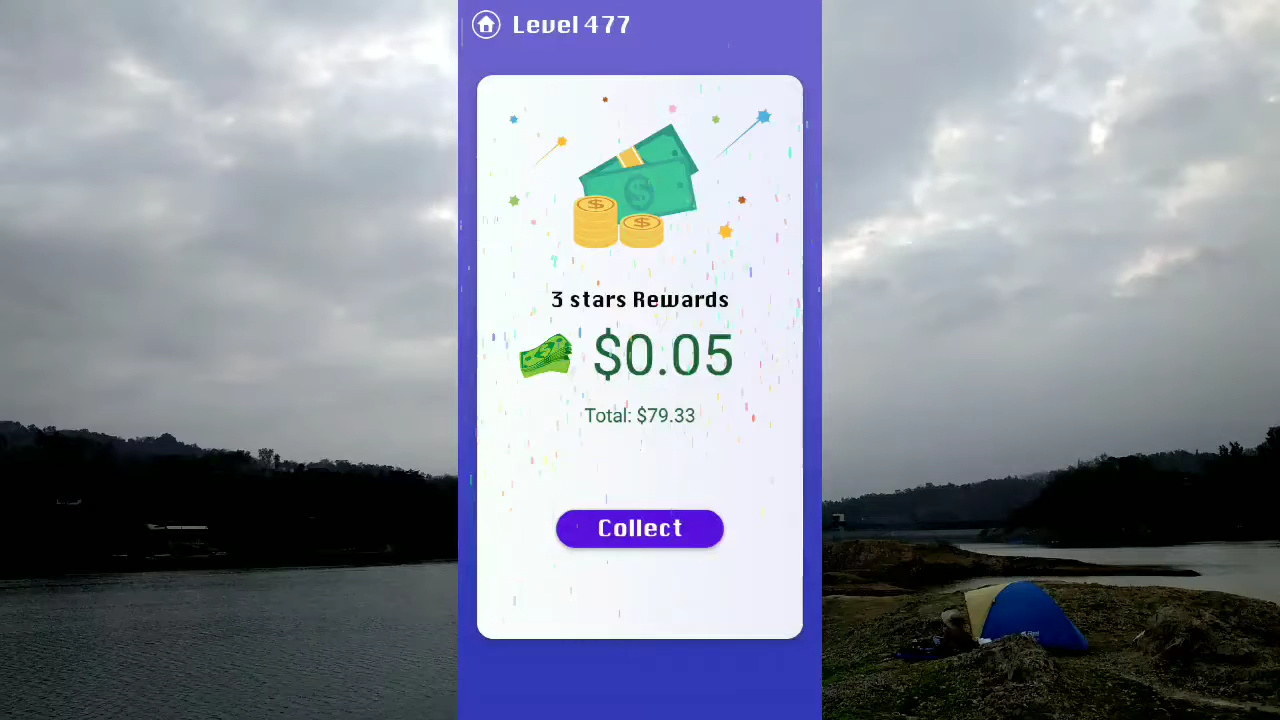 Level 477
3 stars Rewards
$0.05
Total: $79.33
Collect